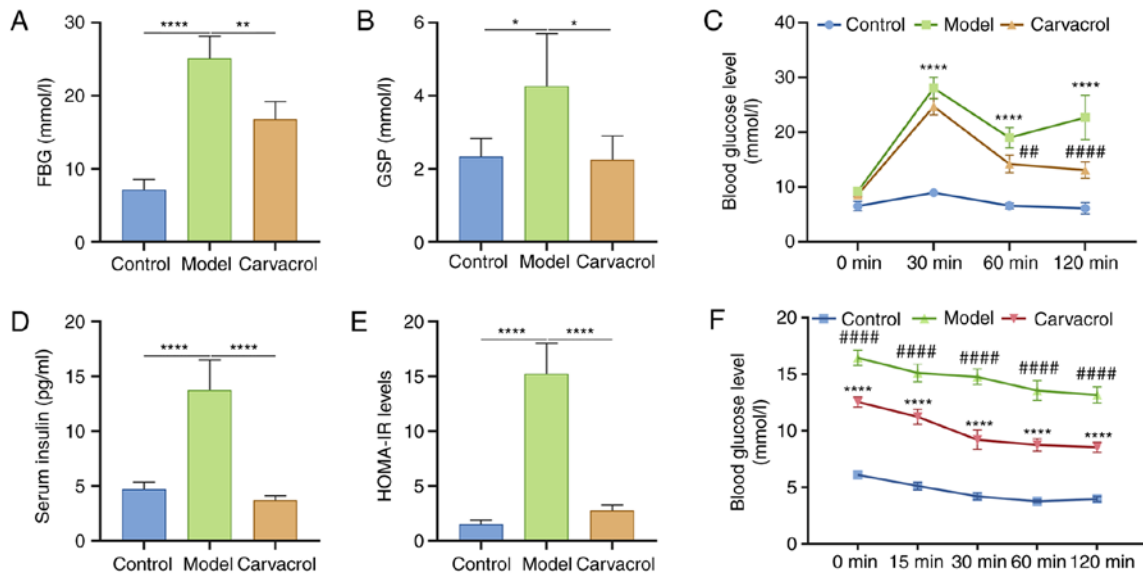 A
FBG (mmol/l)
40
30
20
10
0
****
**
Control Model Carvacrol
B
GSP (mmol/l)
6
4
2
0
*
*
Control Model Carvacrol
C
Control Model Carvacrol
Blood glucose level
(mmol/l)
40
30
20
10
0
****
****
****
##
####
0 min 30 min 60 min 120 min
D
Serum insulin (pg/ml)
20
15
10
5
0
****
****
Control Model Carvacrol
E
HOMA-IR levels
20
15
10
5
0
****
****
Control Model Carvacrol
F
Control Model Carvacrol
Blood glucose level
(mmol/l)
20
15
10
5
0
####
####
####
####
####
****
****
****
****
****
0 min 15 min 30 min 60 min 120 min